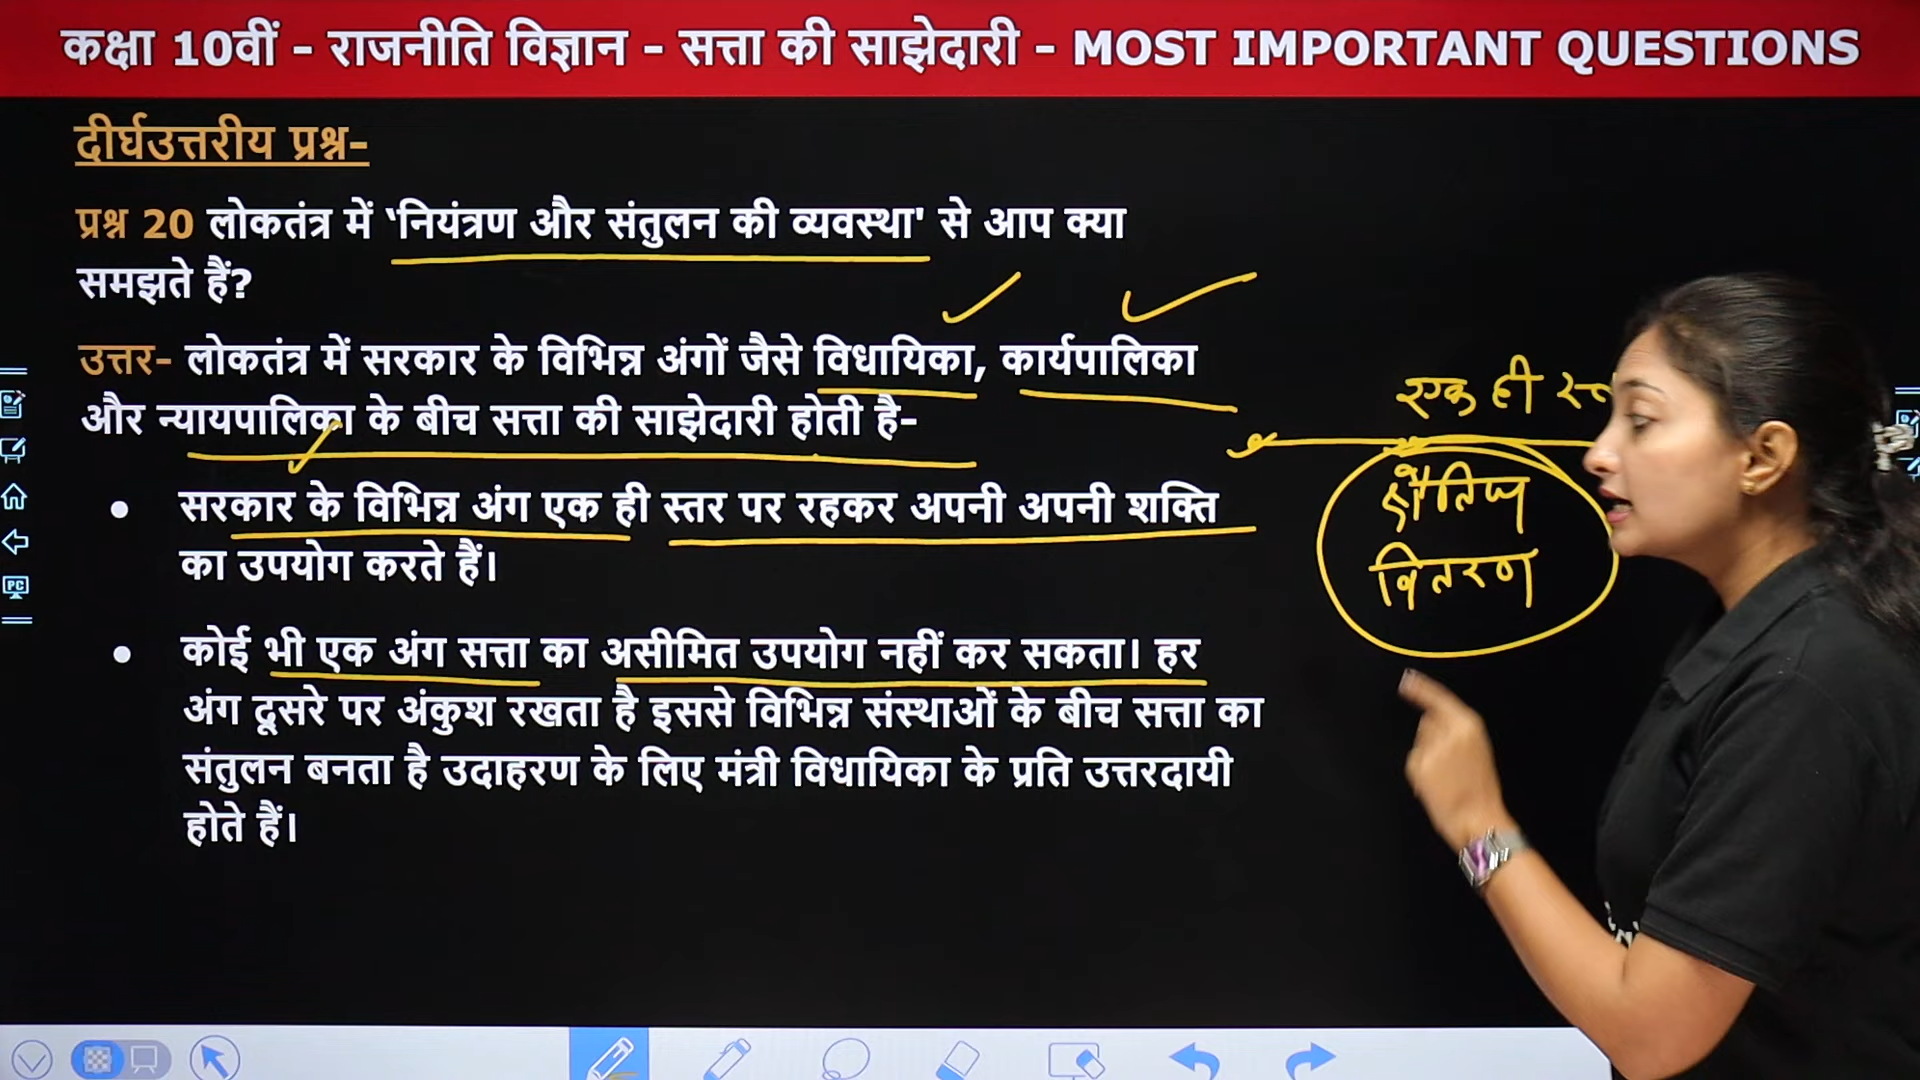 कक्षा 10वीं - राजनीति विज्ञान - सत्ता की साझेदारी - MOST IMPORTANT QUESTIONS
दीर्घउत्तरीय प्रश्न-
प्रश्न 20 लोकतंत्र में ‘नियंत्रण और संतुलन की व्यवस्था' से आप क्या
समझते हैं?
उत्तर- लोकतंत्र में सरकार के विभिन्न अंगों जैसे विधायिका, कार्यपालिका
और न्यायपालिका के बीच सत्ता की साझेदारी होती है-
सरकार के विभिन्न अंग एक ही स्तर पर रहकर अपनी अपनी शक्ति
का उपयोग करते हैं।
कोई भी एक अंग सत्ता का असीमित उपयोग नहीं कर सकता। हर
अंग दूसरे पर अंकुश रखता है इससे विभिन्न संस्थाओं के बीच सत्ता का
संतुलन बनता है उदाहरण के लिए मंत्री विधायिका के प्रति उत्तरदायी
होते हैं।
एक ही
वितरण
PC